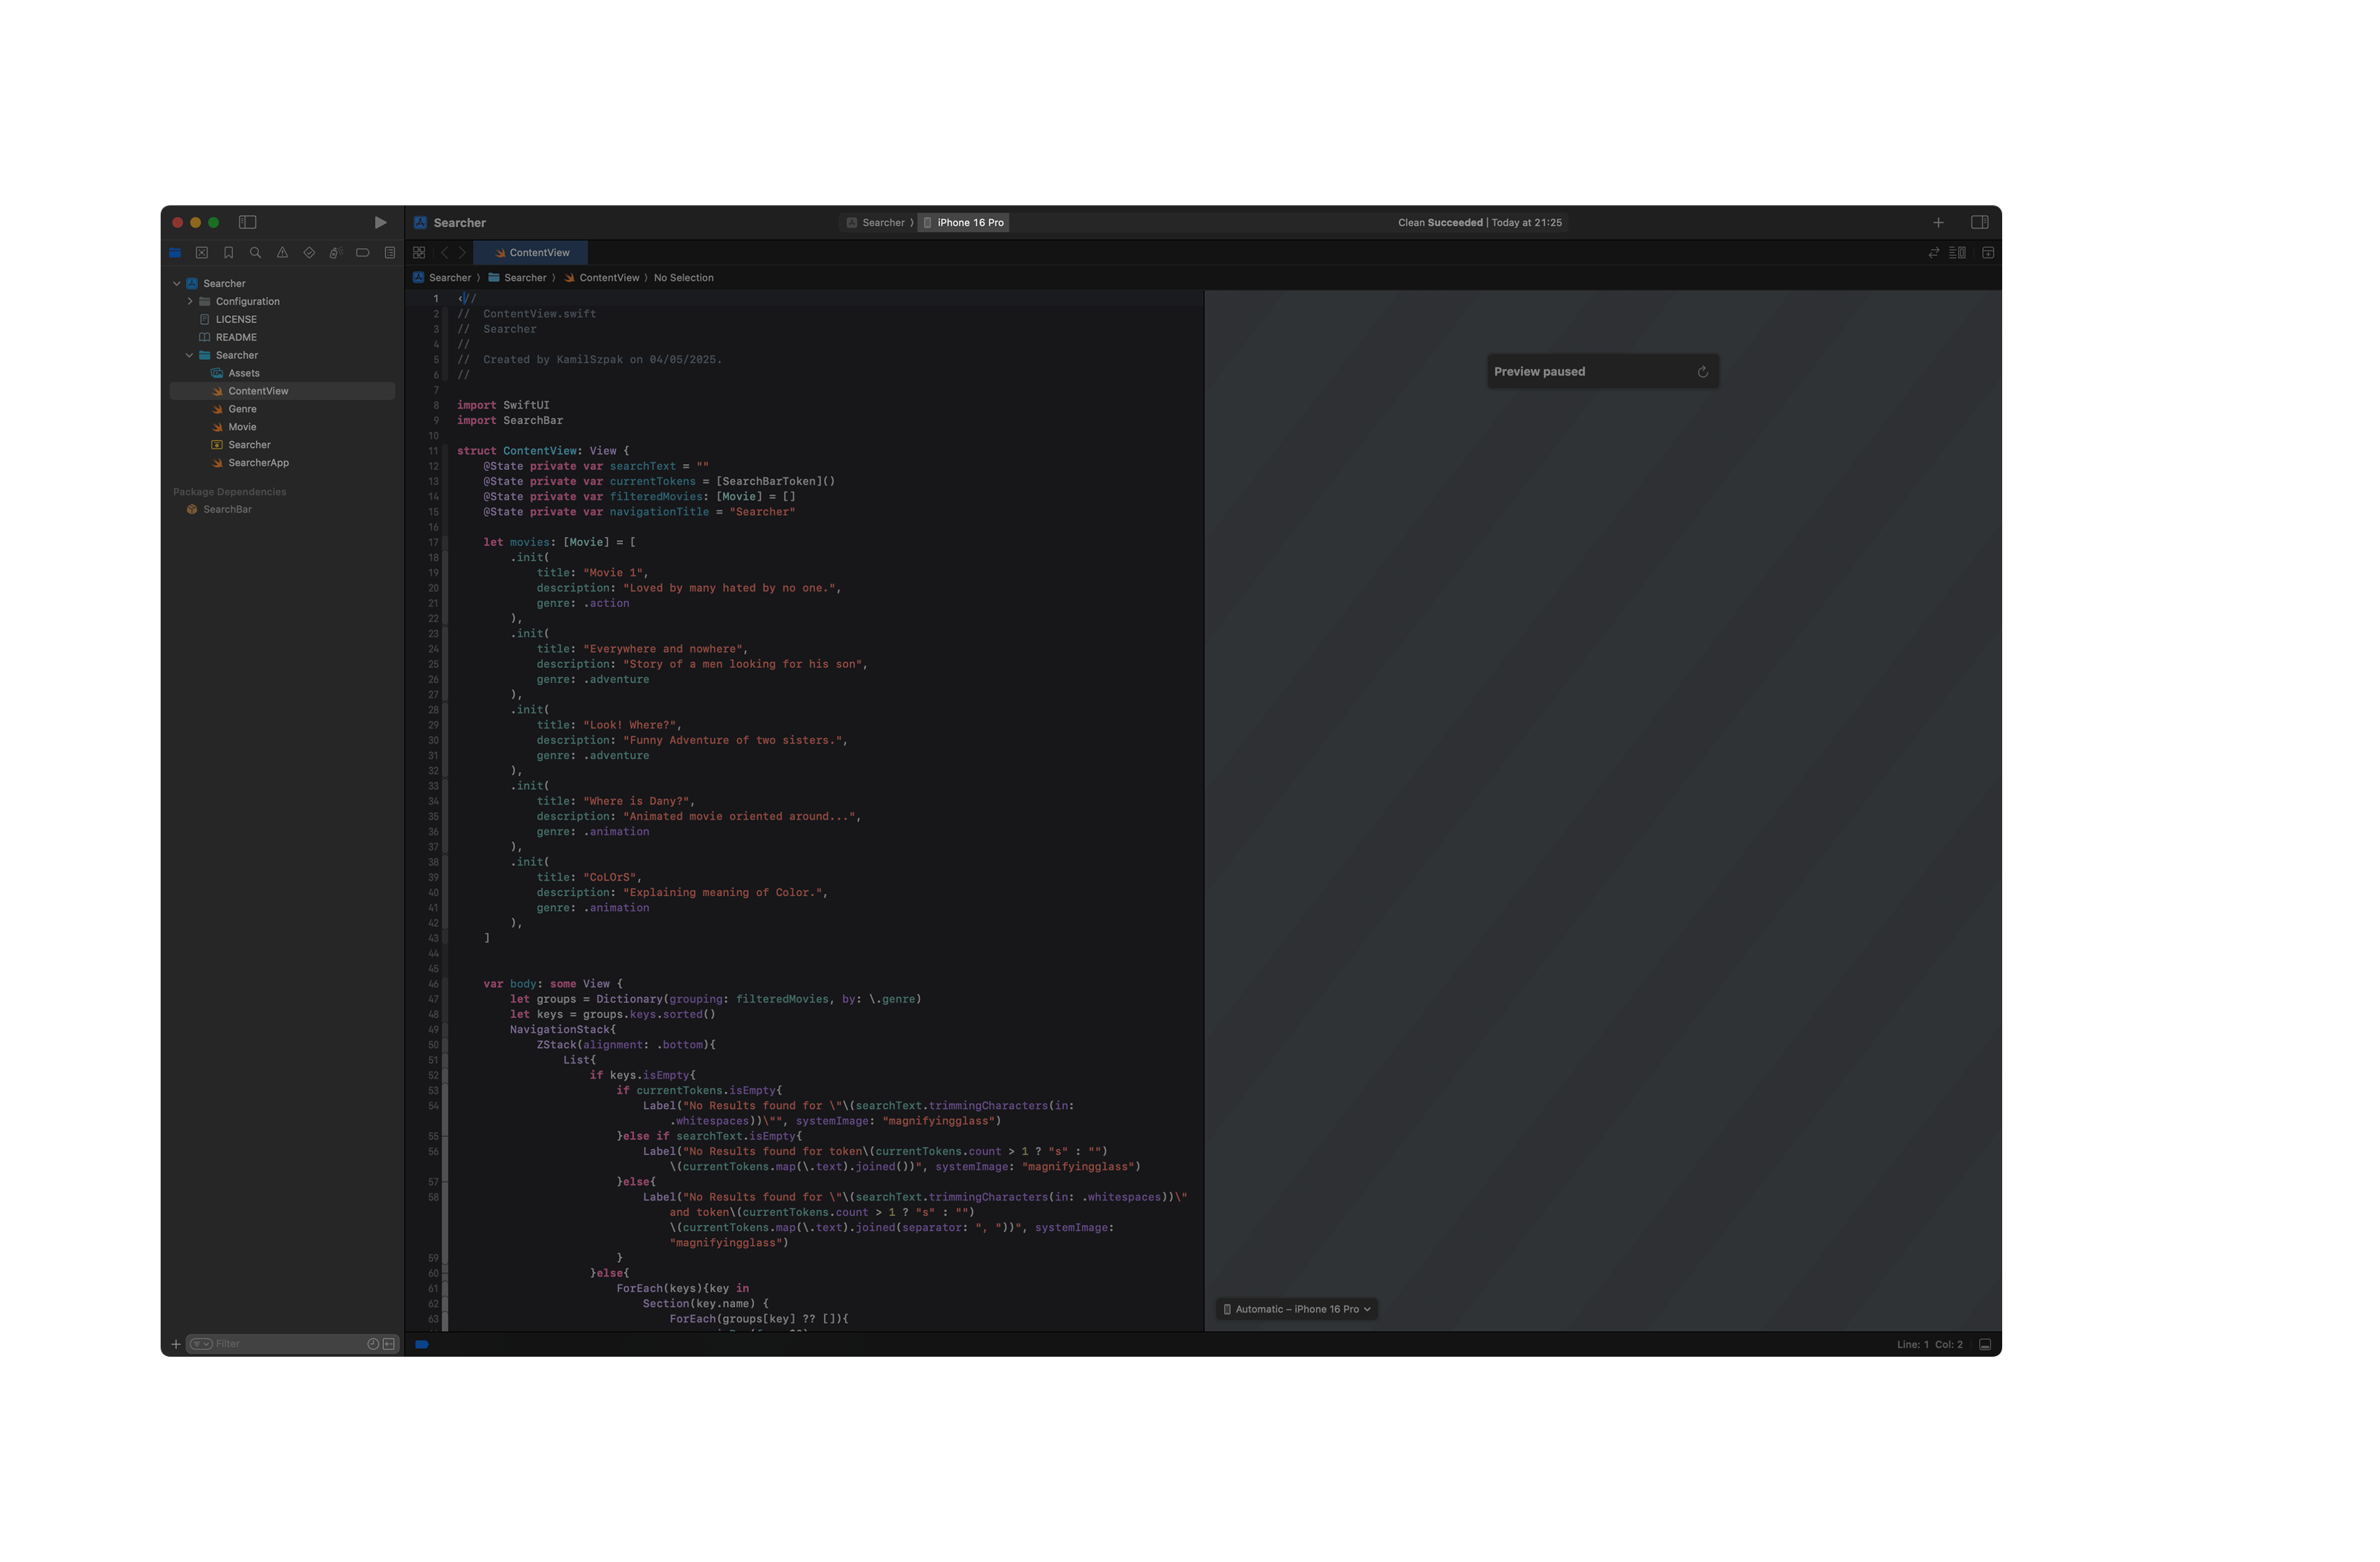 Searcher
Searcher 〉 iPhone 16 Pro
Clean Succeeded | Today at 21:25
ContentView
Searcher 〉 Searcher 〉 ContentView 〉 No Selection
Searcher
Configuration
LICENSE
README
Searcher
Assets
ContentView
Genre
Movie
Searcher
SearcherApp
Package Dependencies
SearchBar
Filter
1 ‹//
2 //  ContentView.swift
3 //  Searcher
4 //
5 //  Created by KamilSzpak on 04/05/2025.
6 //
7
8 import SwiftUI
9 import SearchBar
10
11 struct ContentView: View {
12     @State private var searchText = ""
13     @State private var currentTokens = [SearchBarToken]()
14     @State private var filteredMovies: [Movie] = []
15     @State private var navigationTitle = "Searcher"
16
17     let movies: [Movie] = [
18         .init(
19             title: "Movie 1",
20             description: "Loved by many hated by no one.",
21             genre: .action
22         ),
23         .init(
24             title: "Everywhere and nowhere",
25             description: "Story of a men looking for his son",
26             genre: .adventure
27         ),
28         .init(
29             title: "Look! Where?",
30             description: "Funny Adventure of two sisters.",
31             genre: .adventure
32         ),
33         .init(
34             title: "Where is Dany?",
35             description: "Animated movie oriented around...",
36             genre: .animation
37         ),
38         .init(
39             title: "CoLOrS",
40             description: "Explaining meaning of Color.",
41             genre: .animation
42         ),
43     ]
44
45
46     var body: some View {
47         let groups = Dictionary(grouping: filteredMovies, by: \.genre)
48         let keys = groups.keys.sorted()
49         NavigationStack{
50             ZStack(alignment: .bottom){
51                 List{
52                     if keys.isEmpty{
53                         if currentTokens.isEmpty{
54                             Label("No Results found for \"\(searchText.trimmingCharacters(in:
.whitespaces))\"", systemImage: "magnifyingglass")
55                         }else if searchText.isEmpty{
56                             Label("No Results found for token\(currentTokens.count > 1 ? "s" : "")
\(currentTokens.map(\.text).joined())", systemImage: "magnifyingglass")
57                         }else{
58                             Label("No Results found for \"\(searchText.trimmingCharacters(in: .whitespaces))\"
and token\(currentTokens.count > 1 ? "s" : "")
\(currentTokens.map(\.text).joined(separator: ", "))", systemImage:
"magnifyingglass")
59                         }
60                     }else{
61                         ForEach(keys){key in
62                             Section(key.name) {
63                                 ForEach(groups[key] ?? []){
Preview paused
Automatic – iPhone 16 Pro
Line: 1 Col: 2